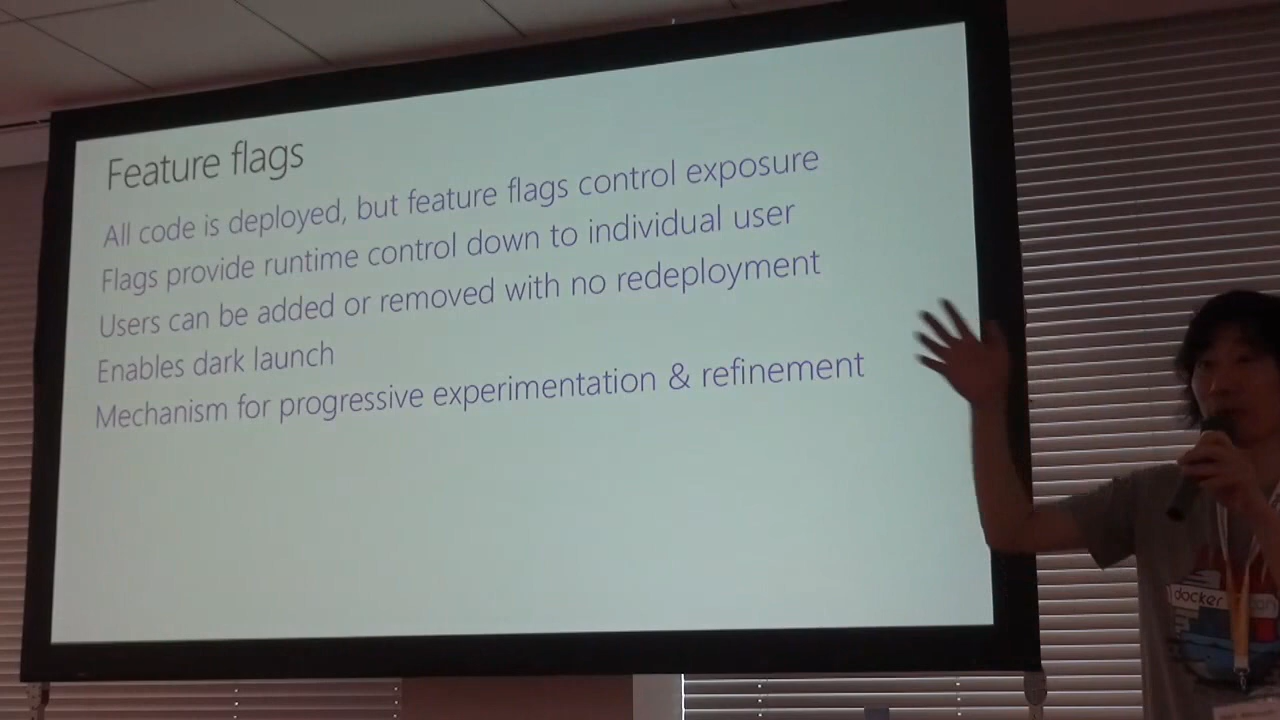 Feature flags
All code is deployed, but feature flags control exposure
Flags provide runtime control down to individual user
Users can be added or removed with no redeployment
Enables dark launch
Mechanism for progressive experimentation & refinement
docker